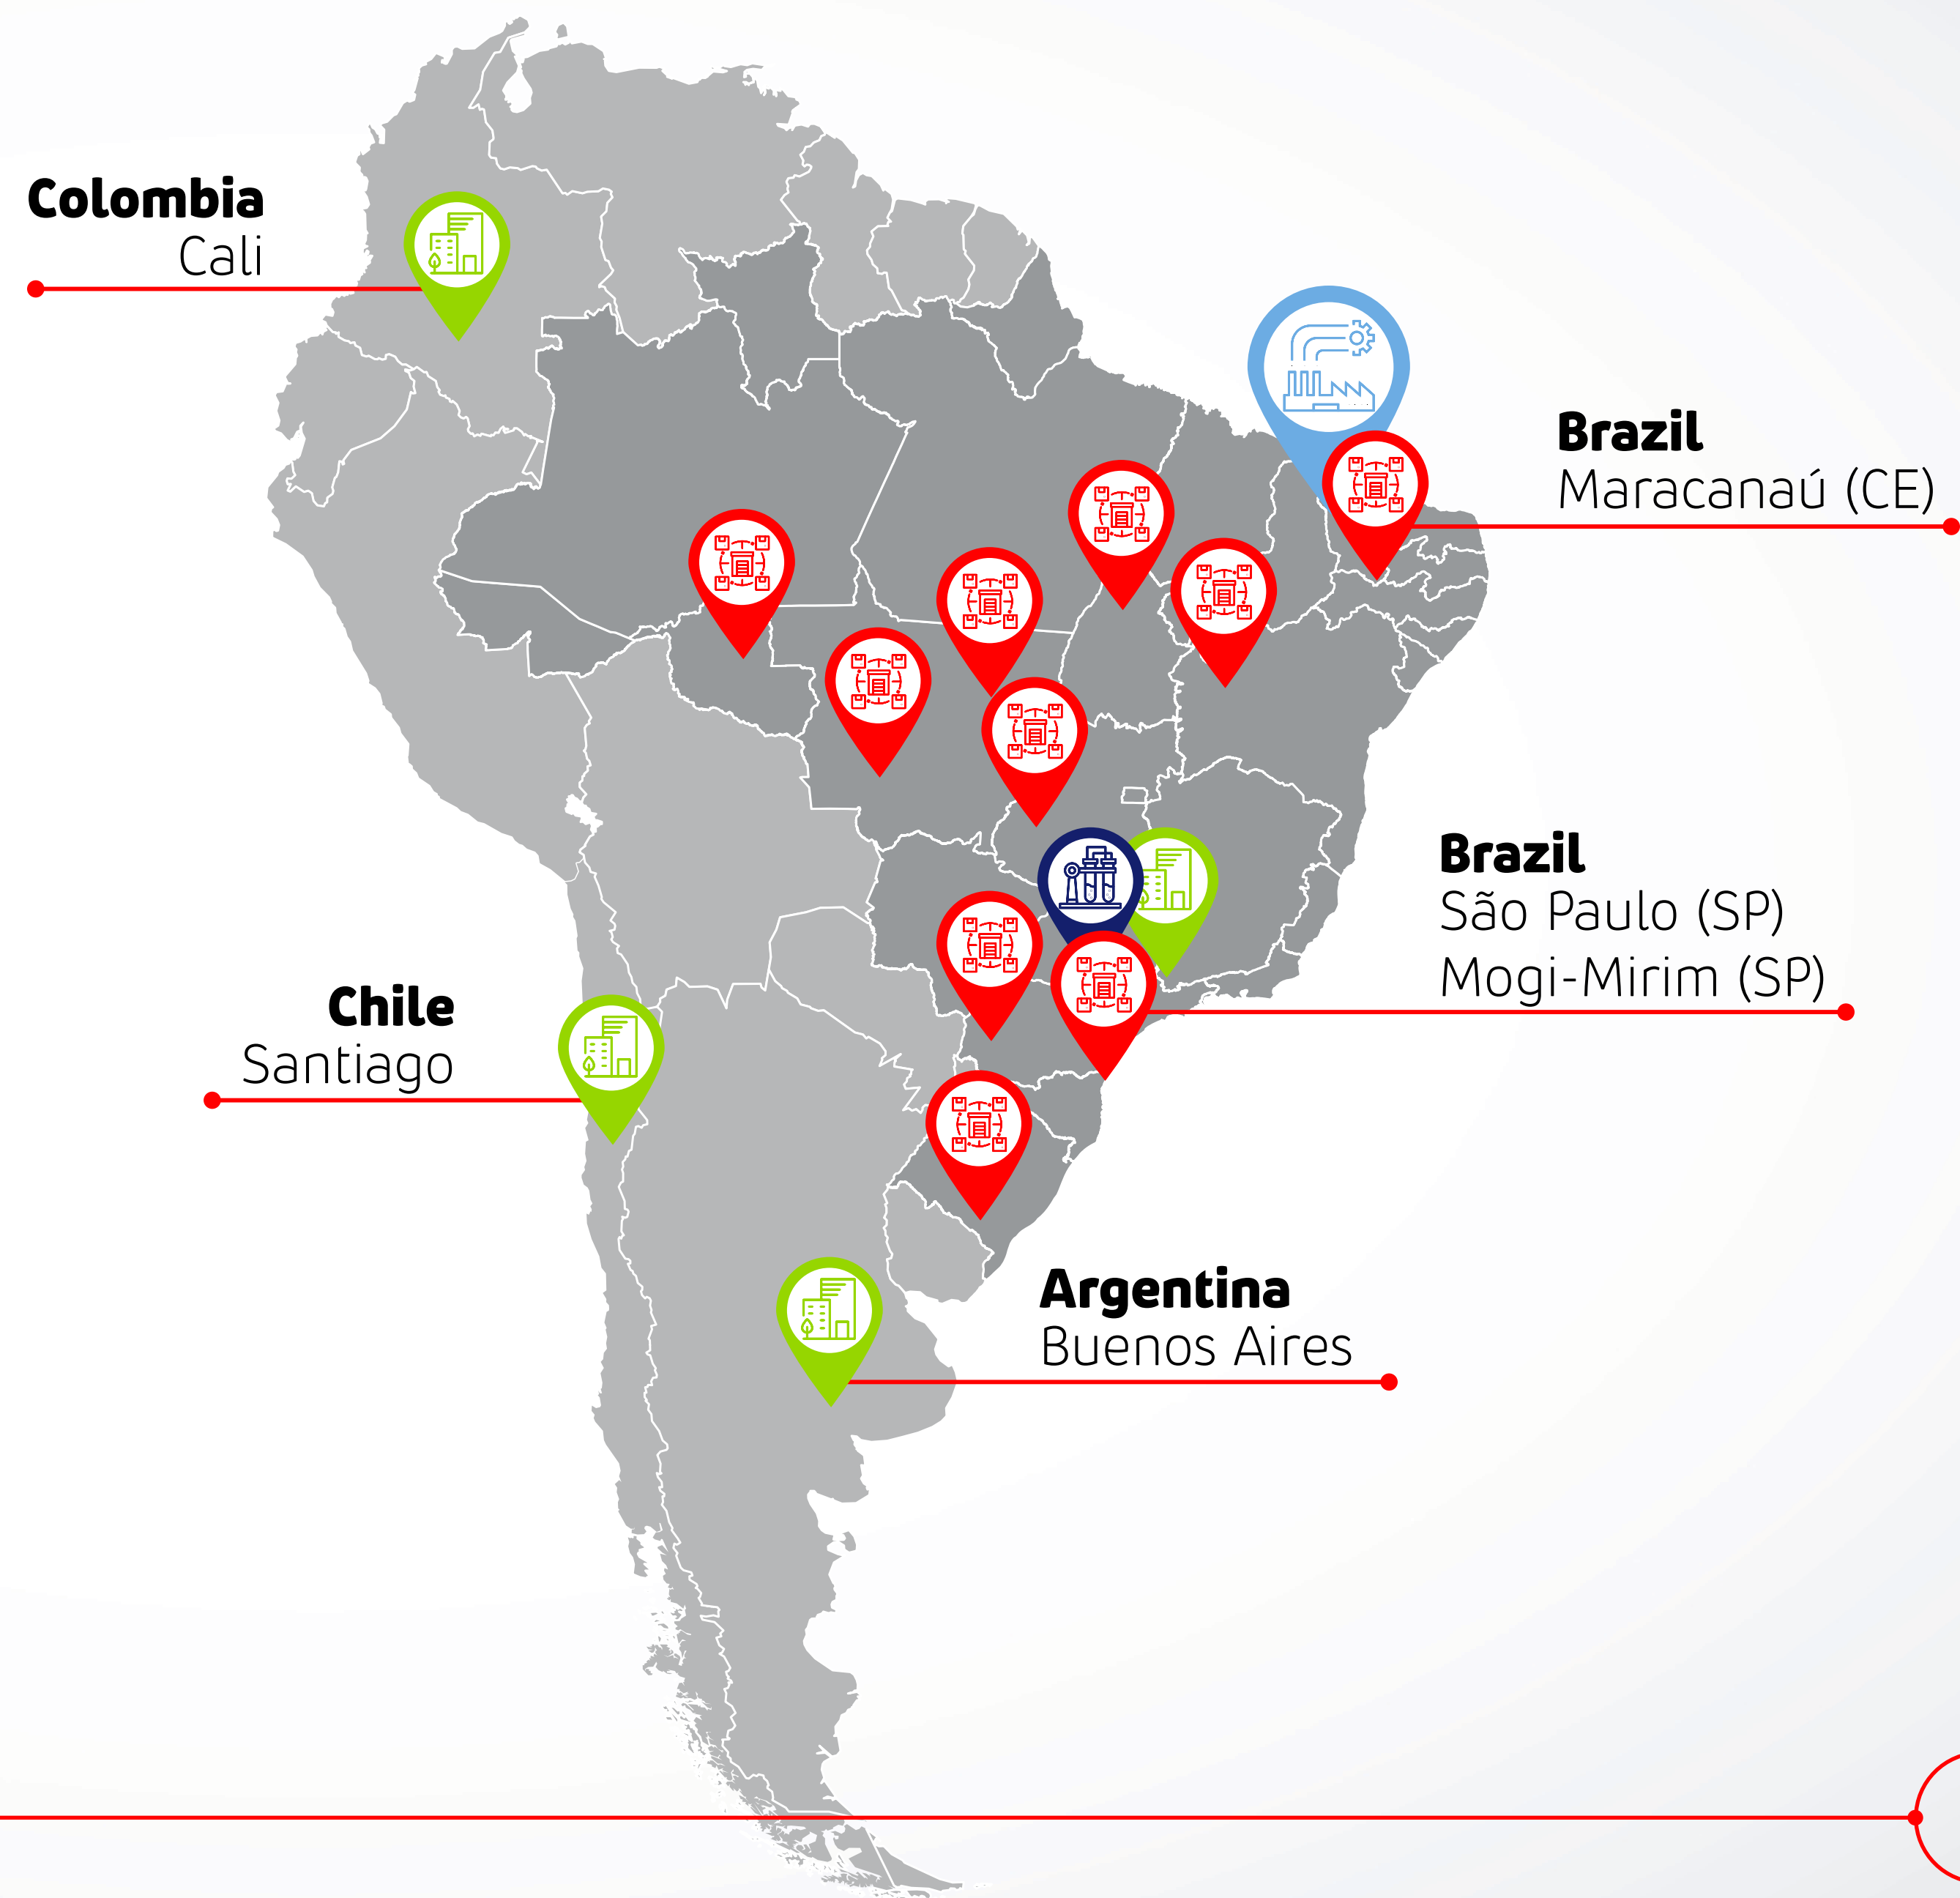 Colombia
Cali
Brazil
Maracanaú (CE)
Brazil
São Paulo (SP)
Mogi-Mirim (SP)
Chile
Santiago
Argentina
Buenos Aires